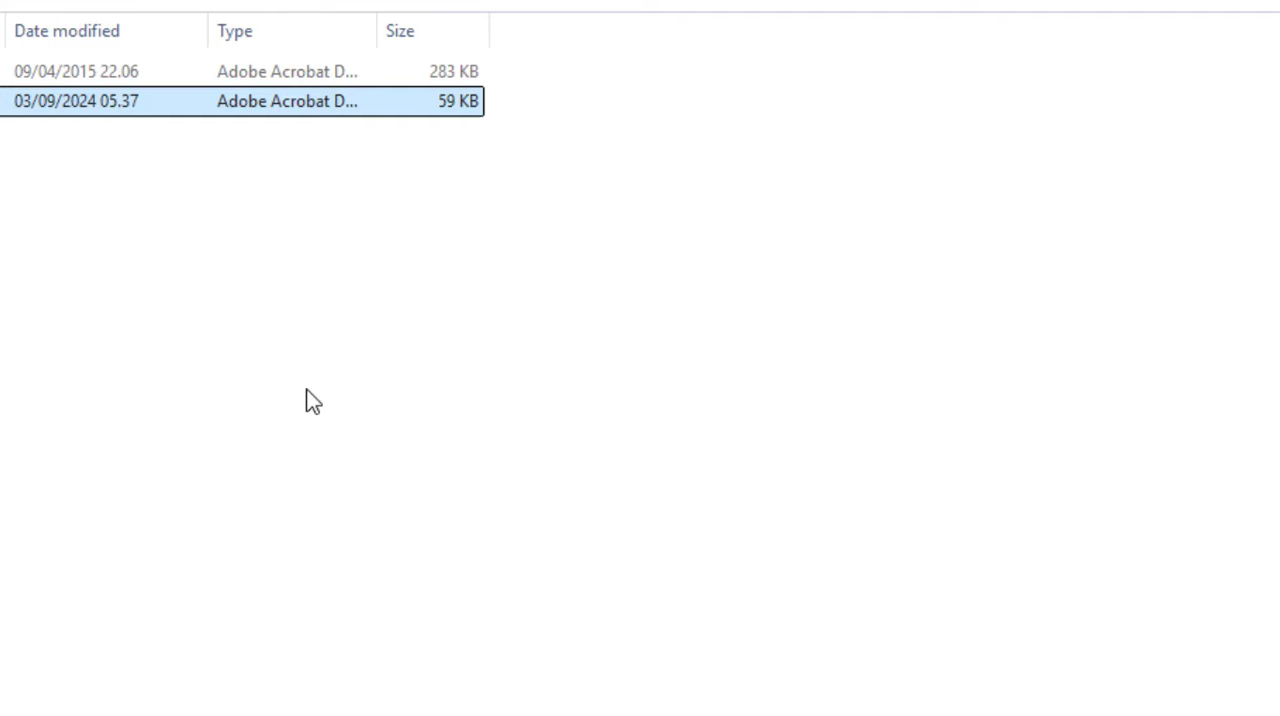 Date modified Type Size
09/04/2015 22.06 Adobe Acrobat D... 283 KB
03/09/2024 05.37 Adobe Acrobat D... 59 KB